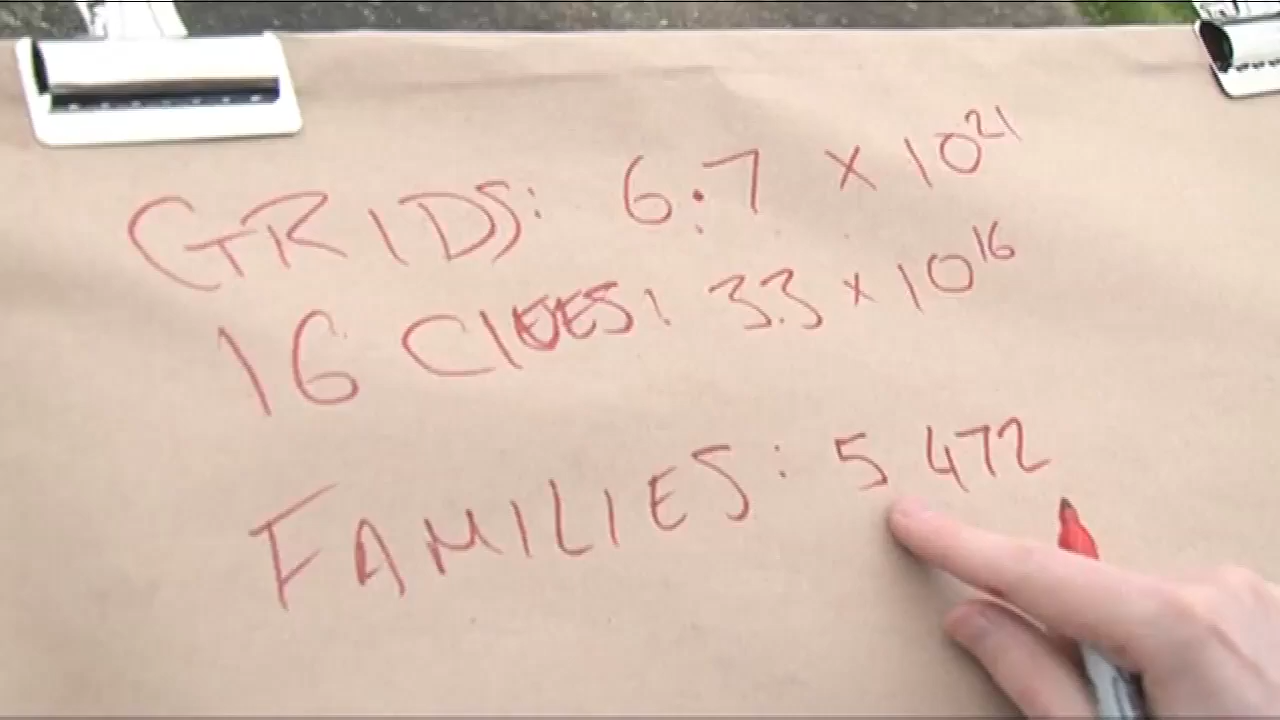 GRIDS: 6.7 × 10²¹
16 CLUES: 3.3 × 10¹⁶
FAMILIES: 5 472